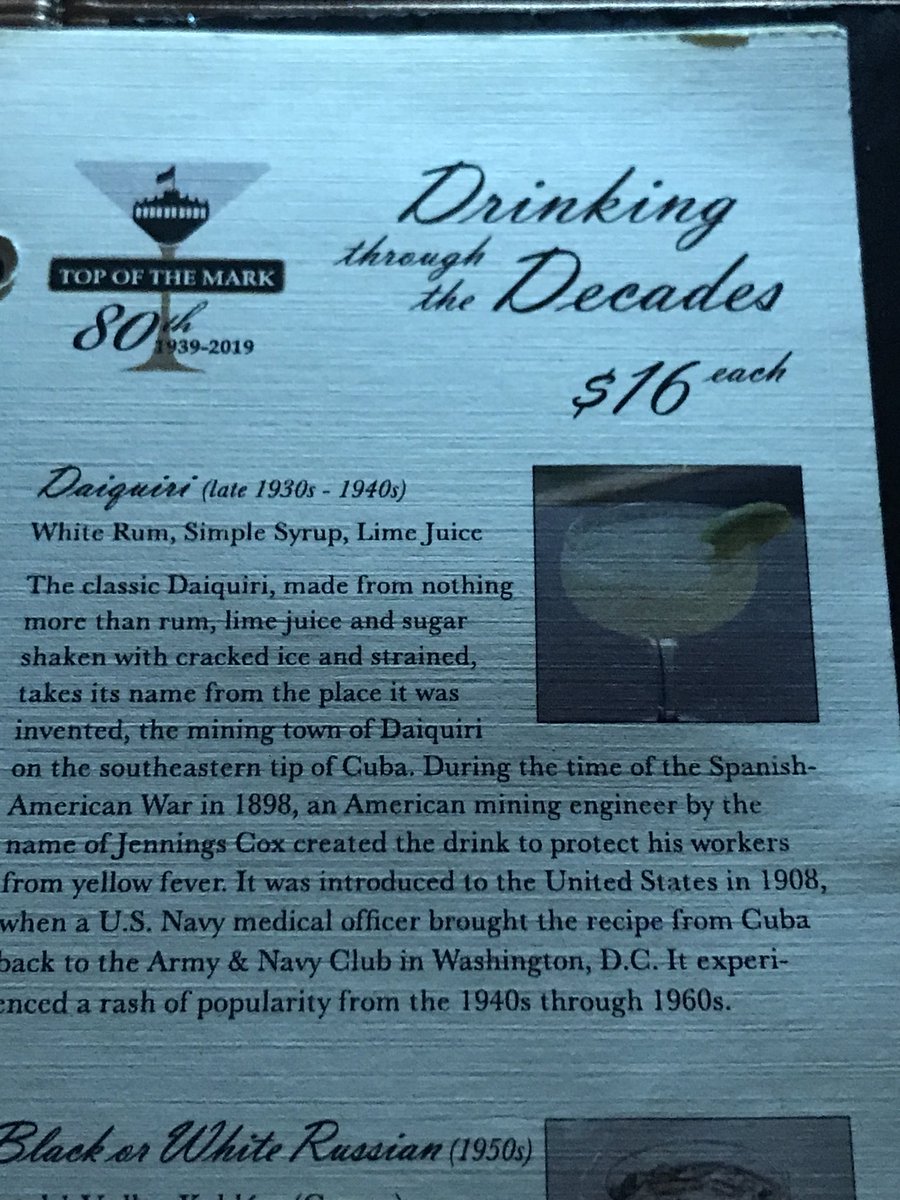 TOP OF THE MARK
80th
1939-2019
Drinking
through
the Decades
$16 each
Daiquiri (late 1930s - 1940s)
White Rum, Simple Syrup, Lime Juice
The classic Daiquiri, made from nothing
more than rum, lime juice and sugar
shaken with cracked ice and strained,
takes its name from the place it was
invented, the mining town of Daiquiri
on the southeastern tip of Cuba. During the time of the Spanish-
American War in 1898, an American mining engineer by the
name of Jennings Cox created the drink to protect his workers
from yellow fever. It was introduced to the United States in 1908,
when a U.S. Navy medical officer brought the recipe from Cuba
back to the Army & Navy Club in Washington, D.C. It experi-
enced a rash of popularity from the 1940s through 1960s.
Black or White Russian (1950s)